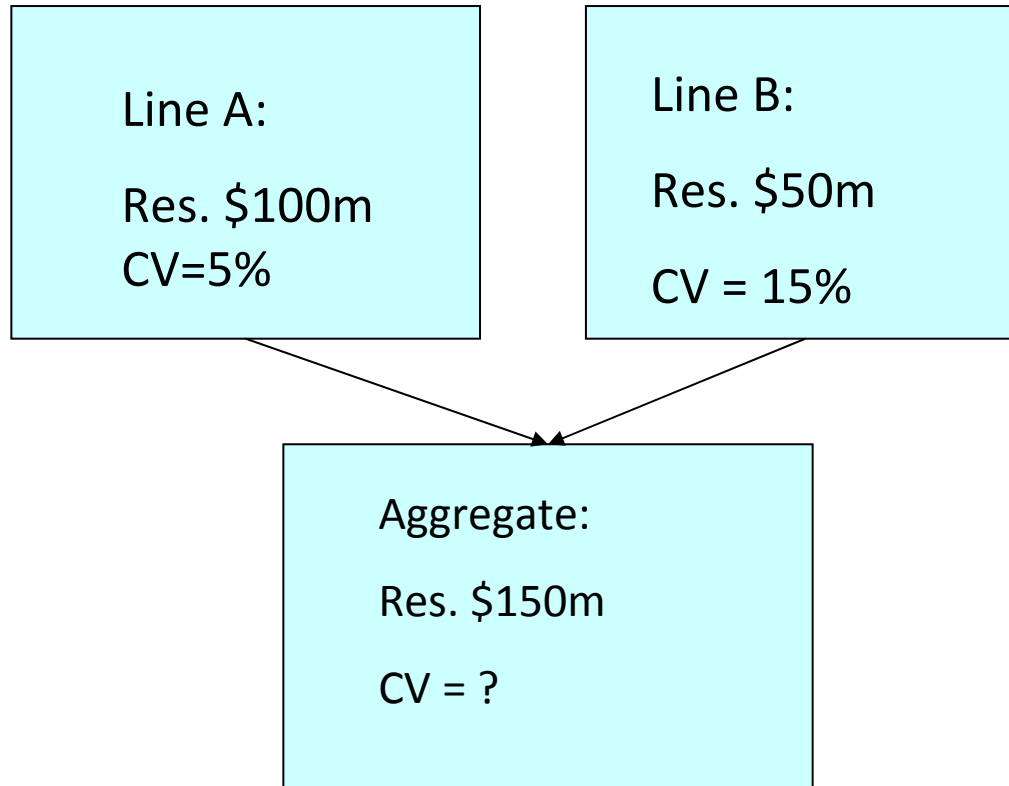 Line A:
Res. $100m
CV=5%
Line B:
Res. $50m
CV = 15%
Aggregate:
Res. $150m
CV = ?